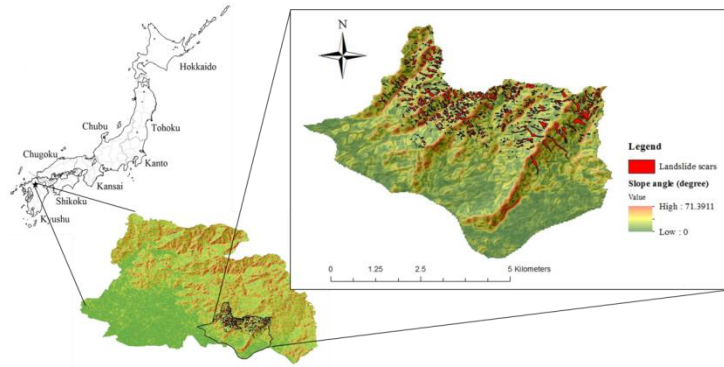 Hokkaido
Tohoku
Chubu
Chugoku
Kanto
Kansai
Shikoku
Kyushu
N
Legend
Landslide scars
Slope angle (degree)
Value
High : 71.3911
Low : 0
0 1.25 2.5 5 Kilometers